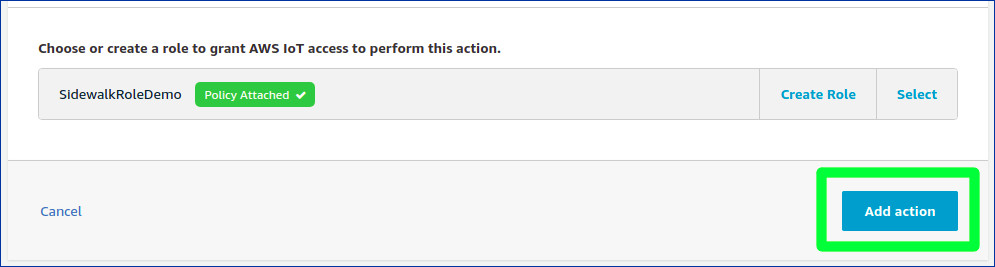 Choose or create a role to grant AWS IoT access to perform this action.
SidewalkRoleDemo Policy Attached Create Role Select
Cancel Add action